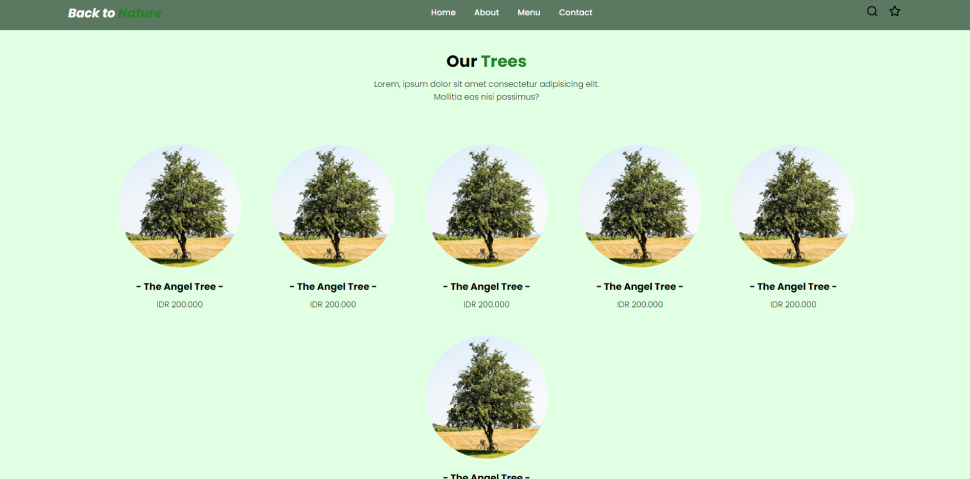 Back to Nature
Home About Menu Contact
Our Trees
Lorem, ipsum dolor sit amet consectetur adipisicing elit.
Mollitia eos nisi possimus?
- The Angel Tree - - The Angel Tree - - The Angel Tree - - The Angel Tree - - The Angel Tree -
IDR 200.000 IDR 200.000 IDR 200.000 IDR 200.000 IDR 200.000
- The Angel Tree -